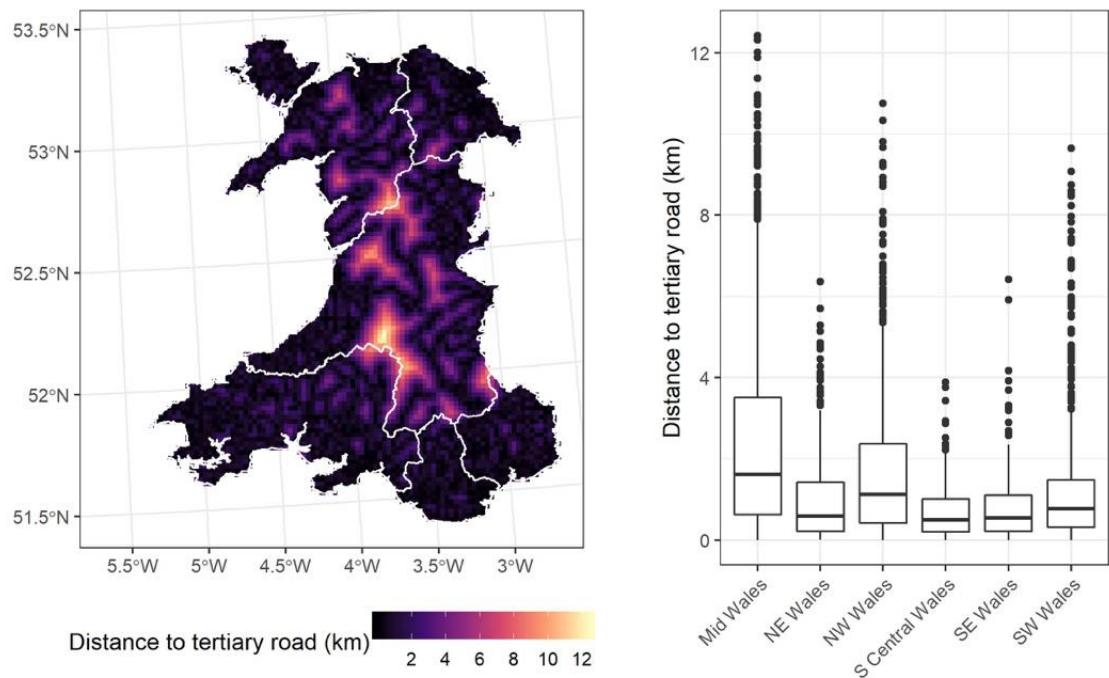 53.5°N
53°N
52.5°N
52°N
51.5°N
5.5°W 5°W 4.5°W 4°W 3.5°W 3°W
Distance to tertiary road (km)
2 4 6 8 10 12
Distance to tertiary road (km)
12
8
4
0
Mid Wales
NE Wales
NW Wales
S Central Wales
SE Wales
SW Wales